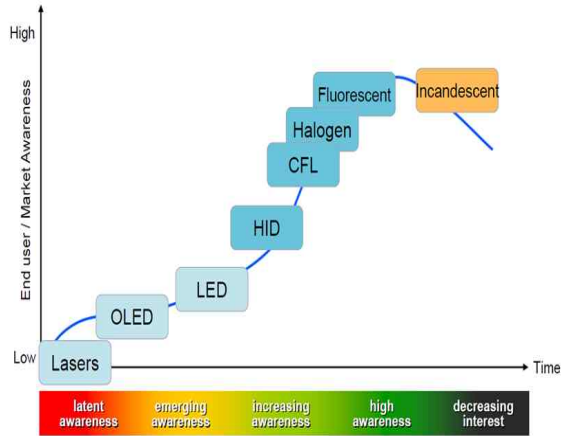 High
End user / Market Awareness
Low
Fluorescent
Incandescent
Halogen
CFL
HID
LED
OLED
Lasers
Time
latent awareness
emerging awareness
increasing awareness
high awareness
decreasing interest